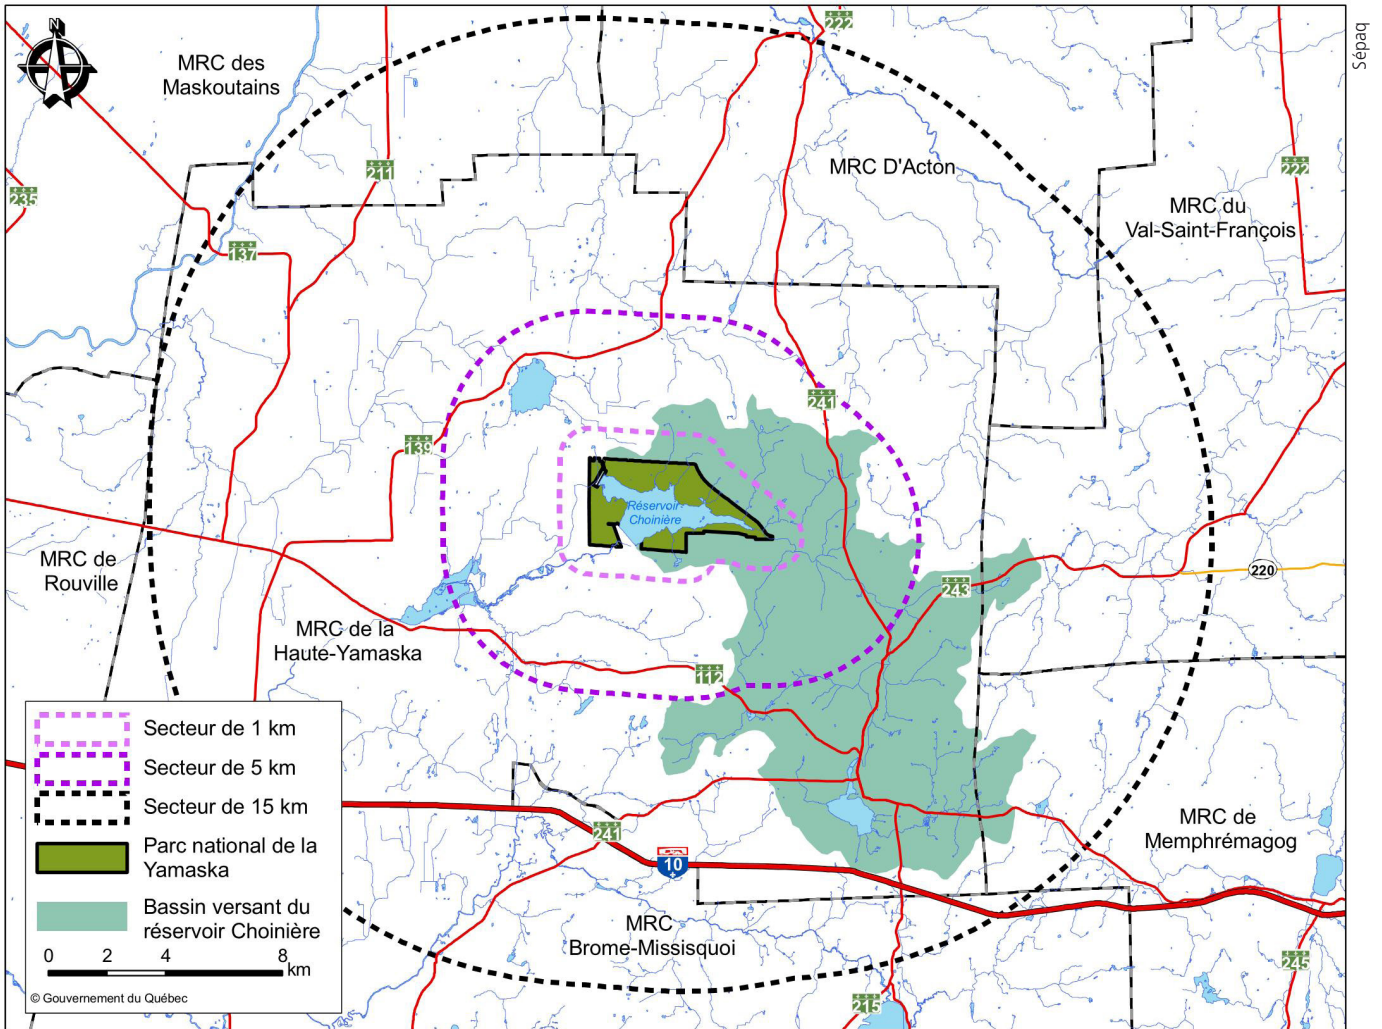 Sépaq
N
222
MRC des
Maskoutains
211
MRC D'Acton
222
235
MRC du
Val-Saint-François
137
241
139
Réservoir
Choinière
MRC de
Rouville
220
243
MRC de la
Haute-Yamaska
112
Secteur de 1 km
Secteur de 5 km
Secteur de 15 km
Parc national de la
Yamaska
Bassin versant du
réservoir Choinière
0 2 4 8
km
© Gouvernement du Québec
241
10
MRC de
Memphrémagog
MRC
Brome-Missisquoi
245
215